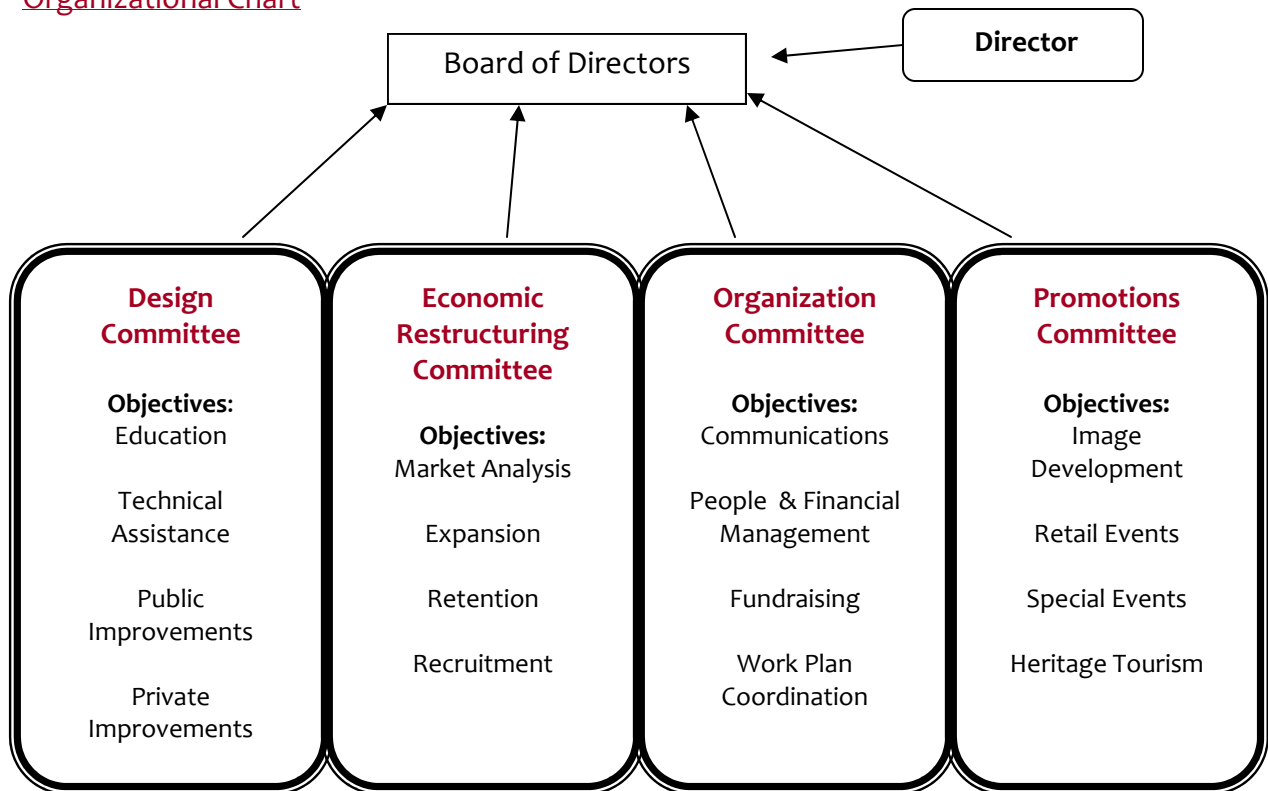 Organizational Chart
Board of Directors
Director
Design
Committee
Objectives:
Education
Technical
Assistance
Public
Improvements
Private
Improvements
Economic
Restructuring
Committee
Objectives:
Market Analysis
Expansion
Retention
Recruitment
Organization
Committee
Objectives:
Communications
People & Financial
Management
Fundraising
Work Plan
Coordination
Promotions
Committee
Objectives:
Image
Development
Retail Events
Special Events
Heritage Tourism